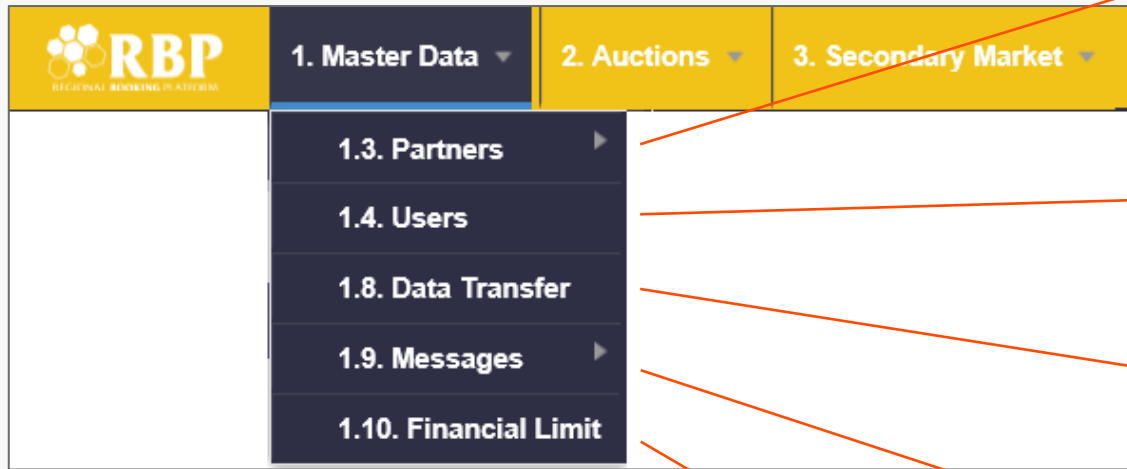 RBP
REGIONAL BOOKING PLATFORM
1. Master Data
2. Auctions
3. Secondary Market
1.3. Partners
1.4. Users
1.8. Data Transfer
1.9. Messages
1.10. Financial Limit